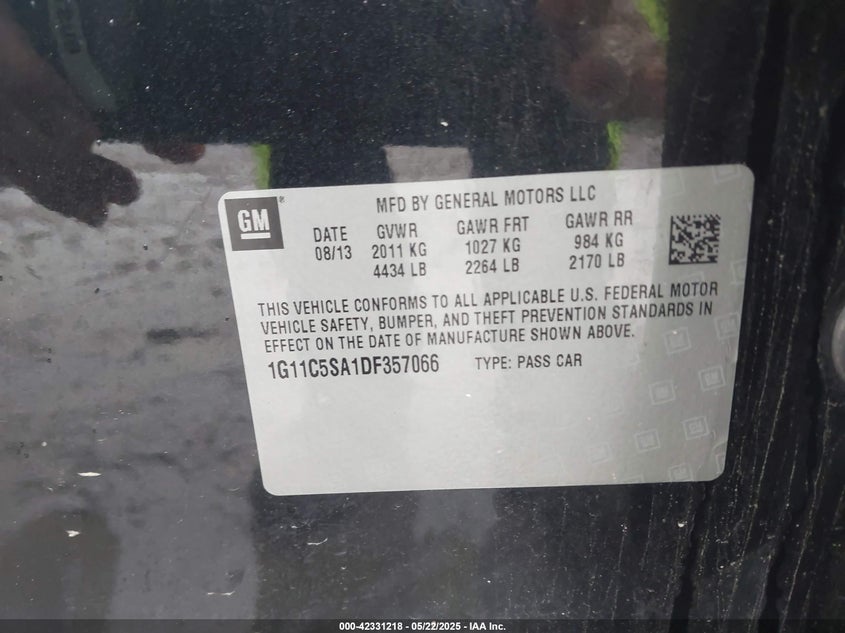 GM
®
MFD BY GENERAL MOTORS LLC
DATE GVWR GAWR FRT GAWR RR
08/13 2011 KG 1027 KG 984 KG
4434 LB 2264 LB 2170 LB
THIS VEHICLE CONFORMS TO ALL APPLICABLE U.S. FEDERAL MOTOR
VEHICLE SAFETY, BUMPER, AND THEFT PREVENTION STANDARDS IN
EFFECT ON THE DATE OF MANUFACTURE SHOWN ABOVE.
1G11C5SA1DF357066 TYPE: PASS CAR
000-42331218 - 05/22/2025 - IAA Inc.